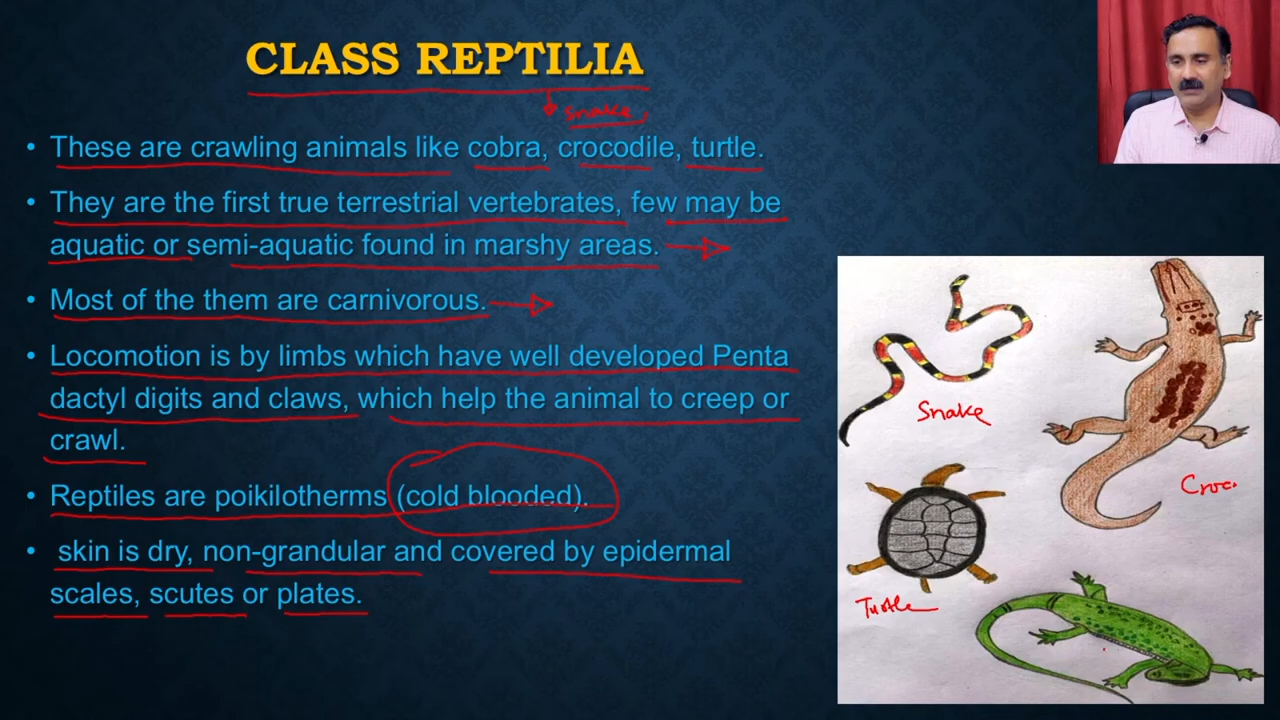 CLASS REPTILIA
snake,
• These are crawling animals like cobra, crocodile, turtle.
• They are the first true terrestrial vertebrates, few may be
aquatic or semi-aquatic found in marshy areas.
• Most of the them are carnivorous.
• Locomotion is by limbs which have well developed Penta
dactyl digits and claws, which help the animal to creep or
crawl.
• Reptiles are poikilotherms (cold blooded).
• skin is dry, non-grandular and covered by epidermal
scales, scutes or plates.
Snake
Croc.
Turtle